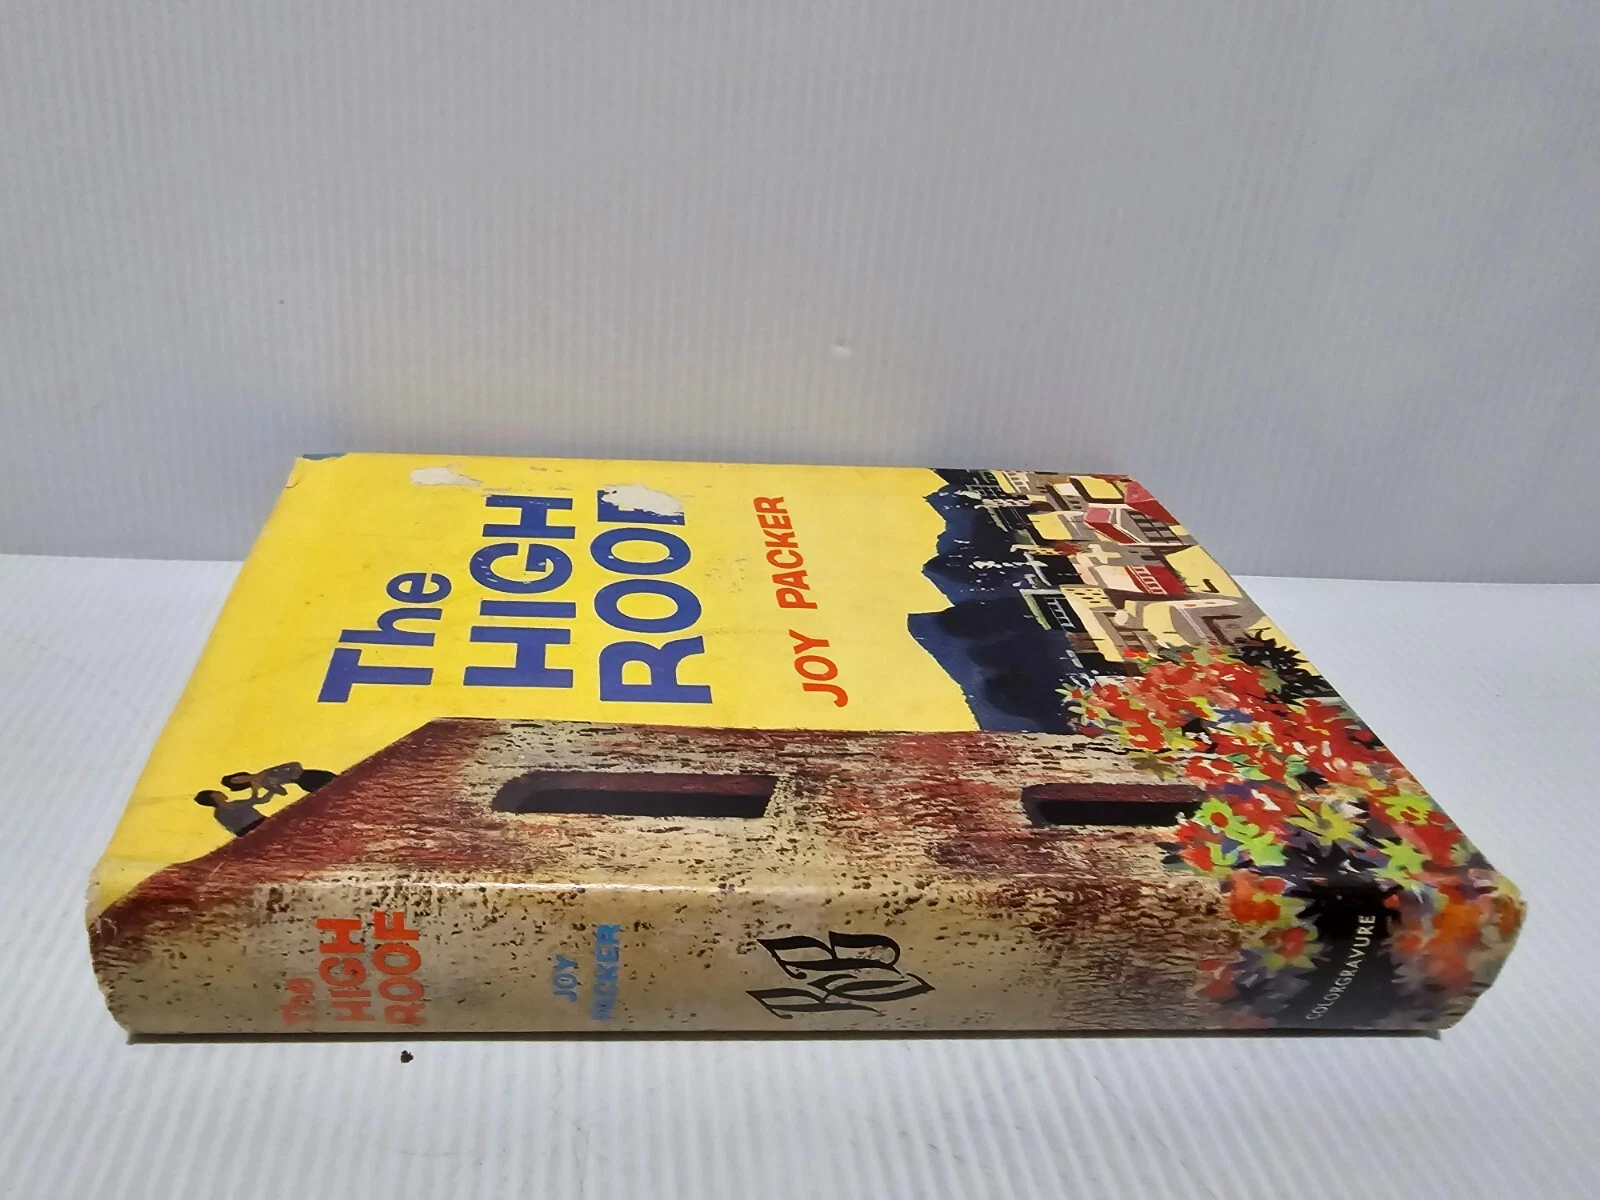 The
HIGH
ROOF
JOY PACKER
The
HIGH
ROOF
JOY
PACKER
COLORGRAVURE